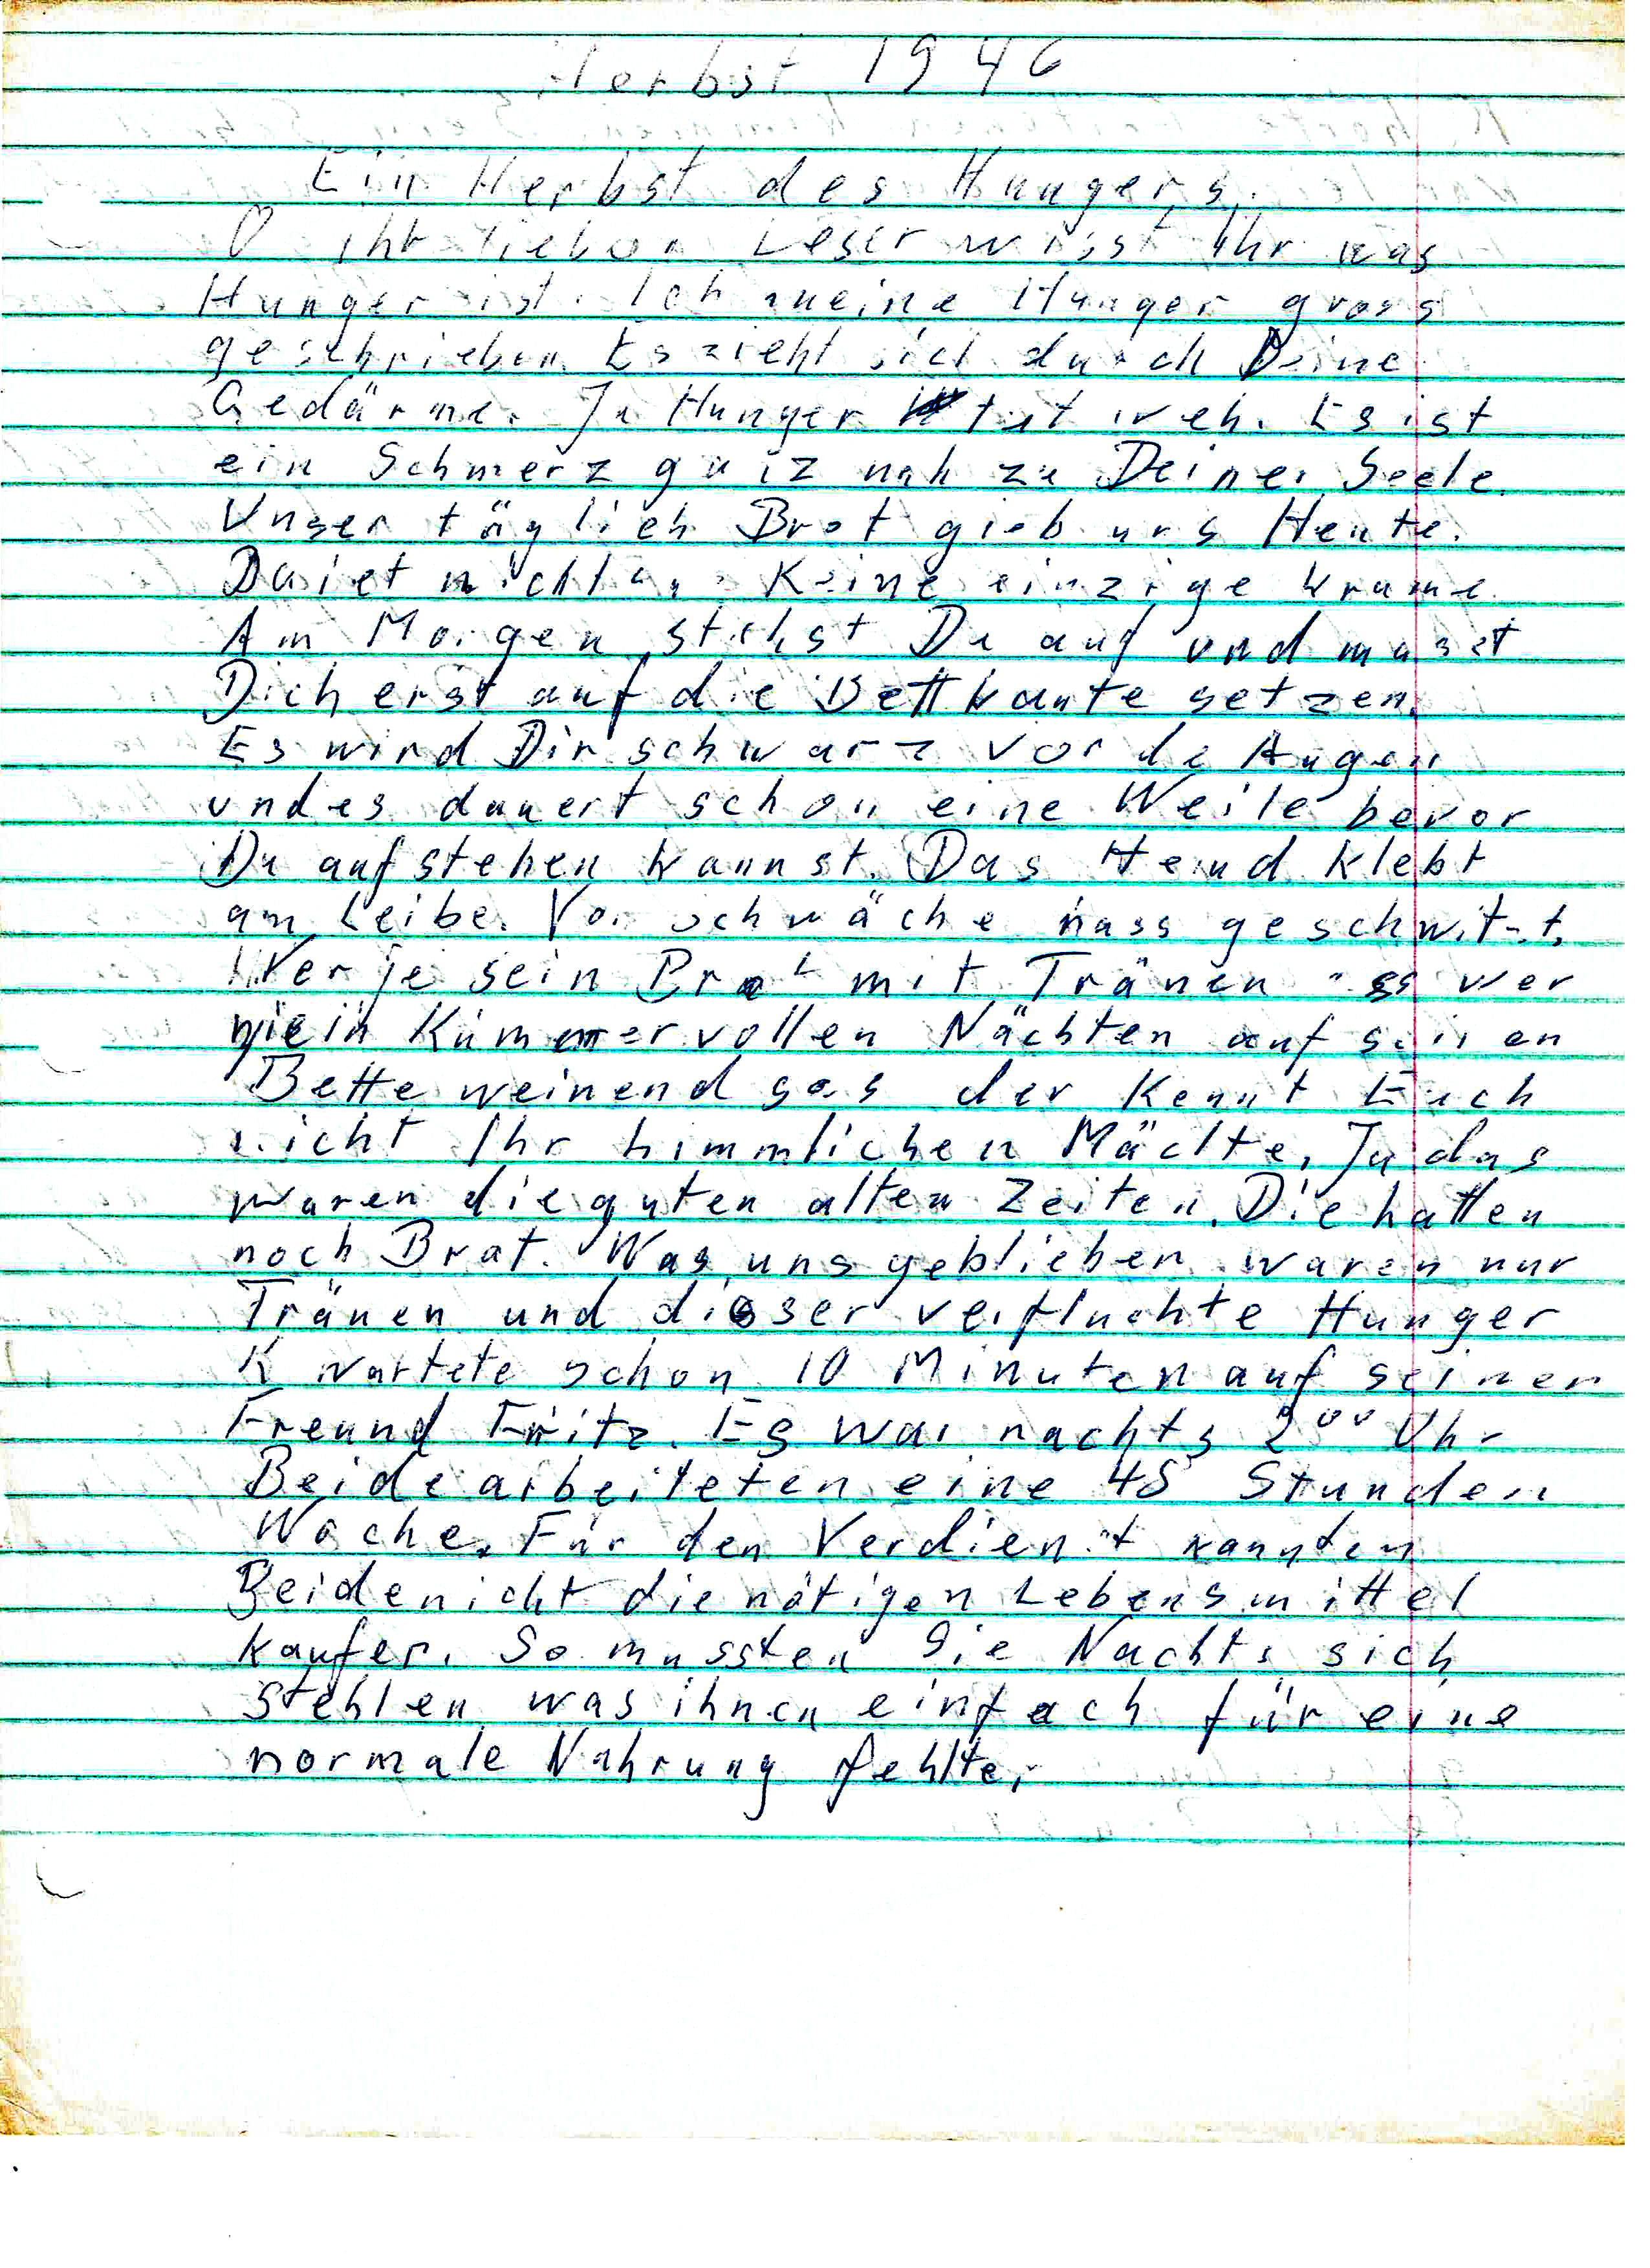 Herbst 1946
Ein Herbst des Hungers.
O ihr lieben Leser wisst Ihr was
Hunger ist. Ich meine Hunger gross
geschrieben. Es zieht sich durch Deine
Gedärme. Ja Hunger tut weh. Es ist
ein Schmerz ganz nah zu Deiner Seele.
Unser täglich Brot gieb uns Heute.
Da ist nichts Keine einzige Krume.
Am Morgen stehst Du auf und musst
Dich erst auf die Bettkante setzen.
Es wird Dir schwarz vor de Augen
und es dauert schon eine Weile bevor
Du aufstehen kannst. Das Hemd klebt
am Leibe. Vor Schwäche nass geschwitzt.
Wer je sein Brot mit Tränen ass wer
nie in Kummervollen Nächten auf seinen
Bette weinend sas der kennt Euch
nicht Ihr himmlichen Mächte. Ja das
waren die guten alten Zeiten. Die hatten
noch Brot. Was uns geblieben waren nur
Tränen und dieser verfluchte Hunger
K wartete schon 10 Minuten auf seinen
Freund Fritz. Es war nachts 2⁰⁰ Uhr
Beide arbeiteten eine 48 Stunden
Woche. Für den Verdienst konnten
Beide nicht die nötigen Lebensmittel
kaufen. So mussten Sie Nachts sich
stehlen was ihnen einfach für eine
normale Nahrung fehlte.